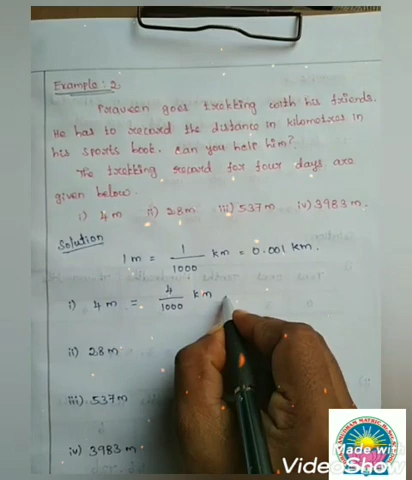 Example : 2
Praveen goes trekking with his friends.
He has to record the distance in kilometres in
his sports book. Can you help him?
The trekking record for four days are
given below.
i) 4 m ii) 28m iii) 537 m iv) 3983 m.
Solution
1 m = 1/1000 km = 0.001 km.
i) 4 m = 4/1000 km
ii) 28 m
iii) 537 m
iv) 3983 m
Made with
VideoShow